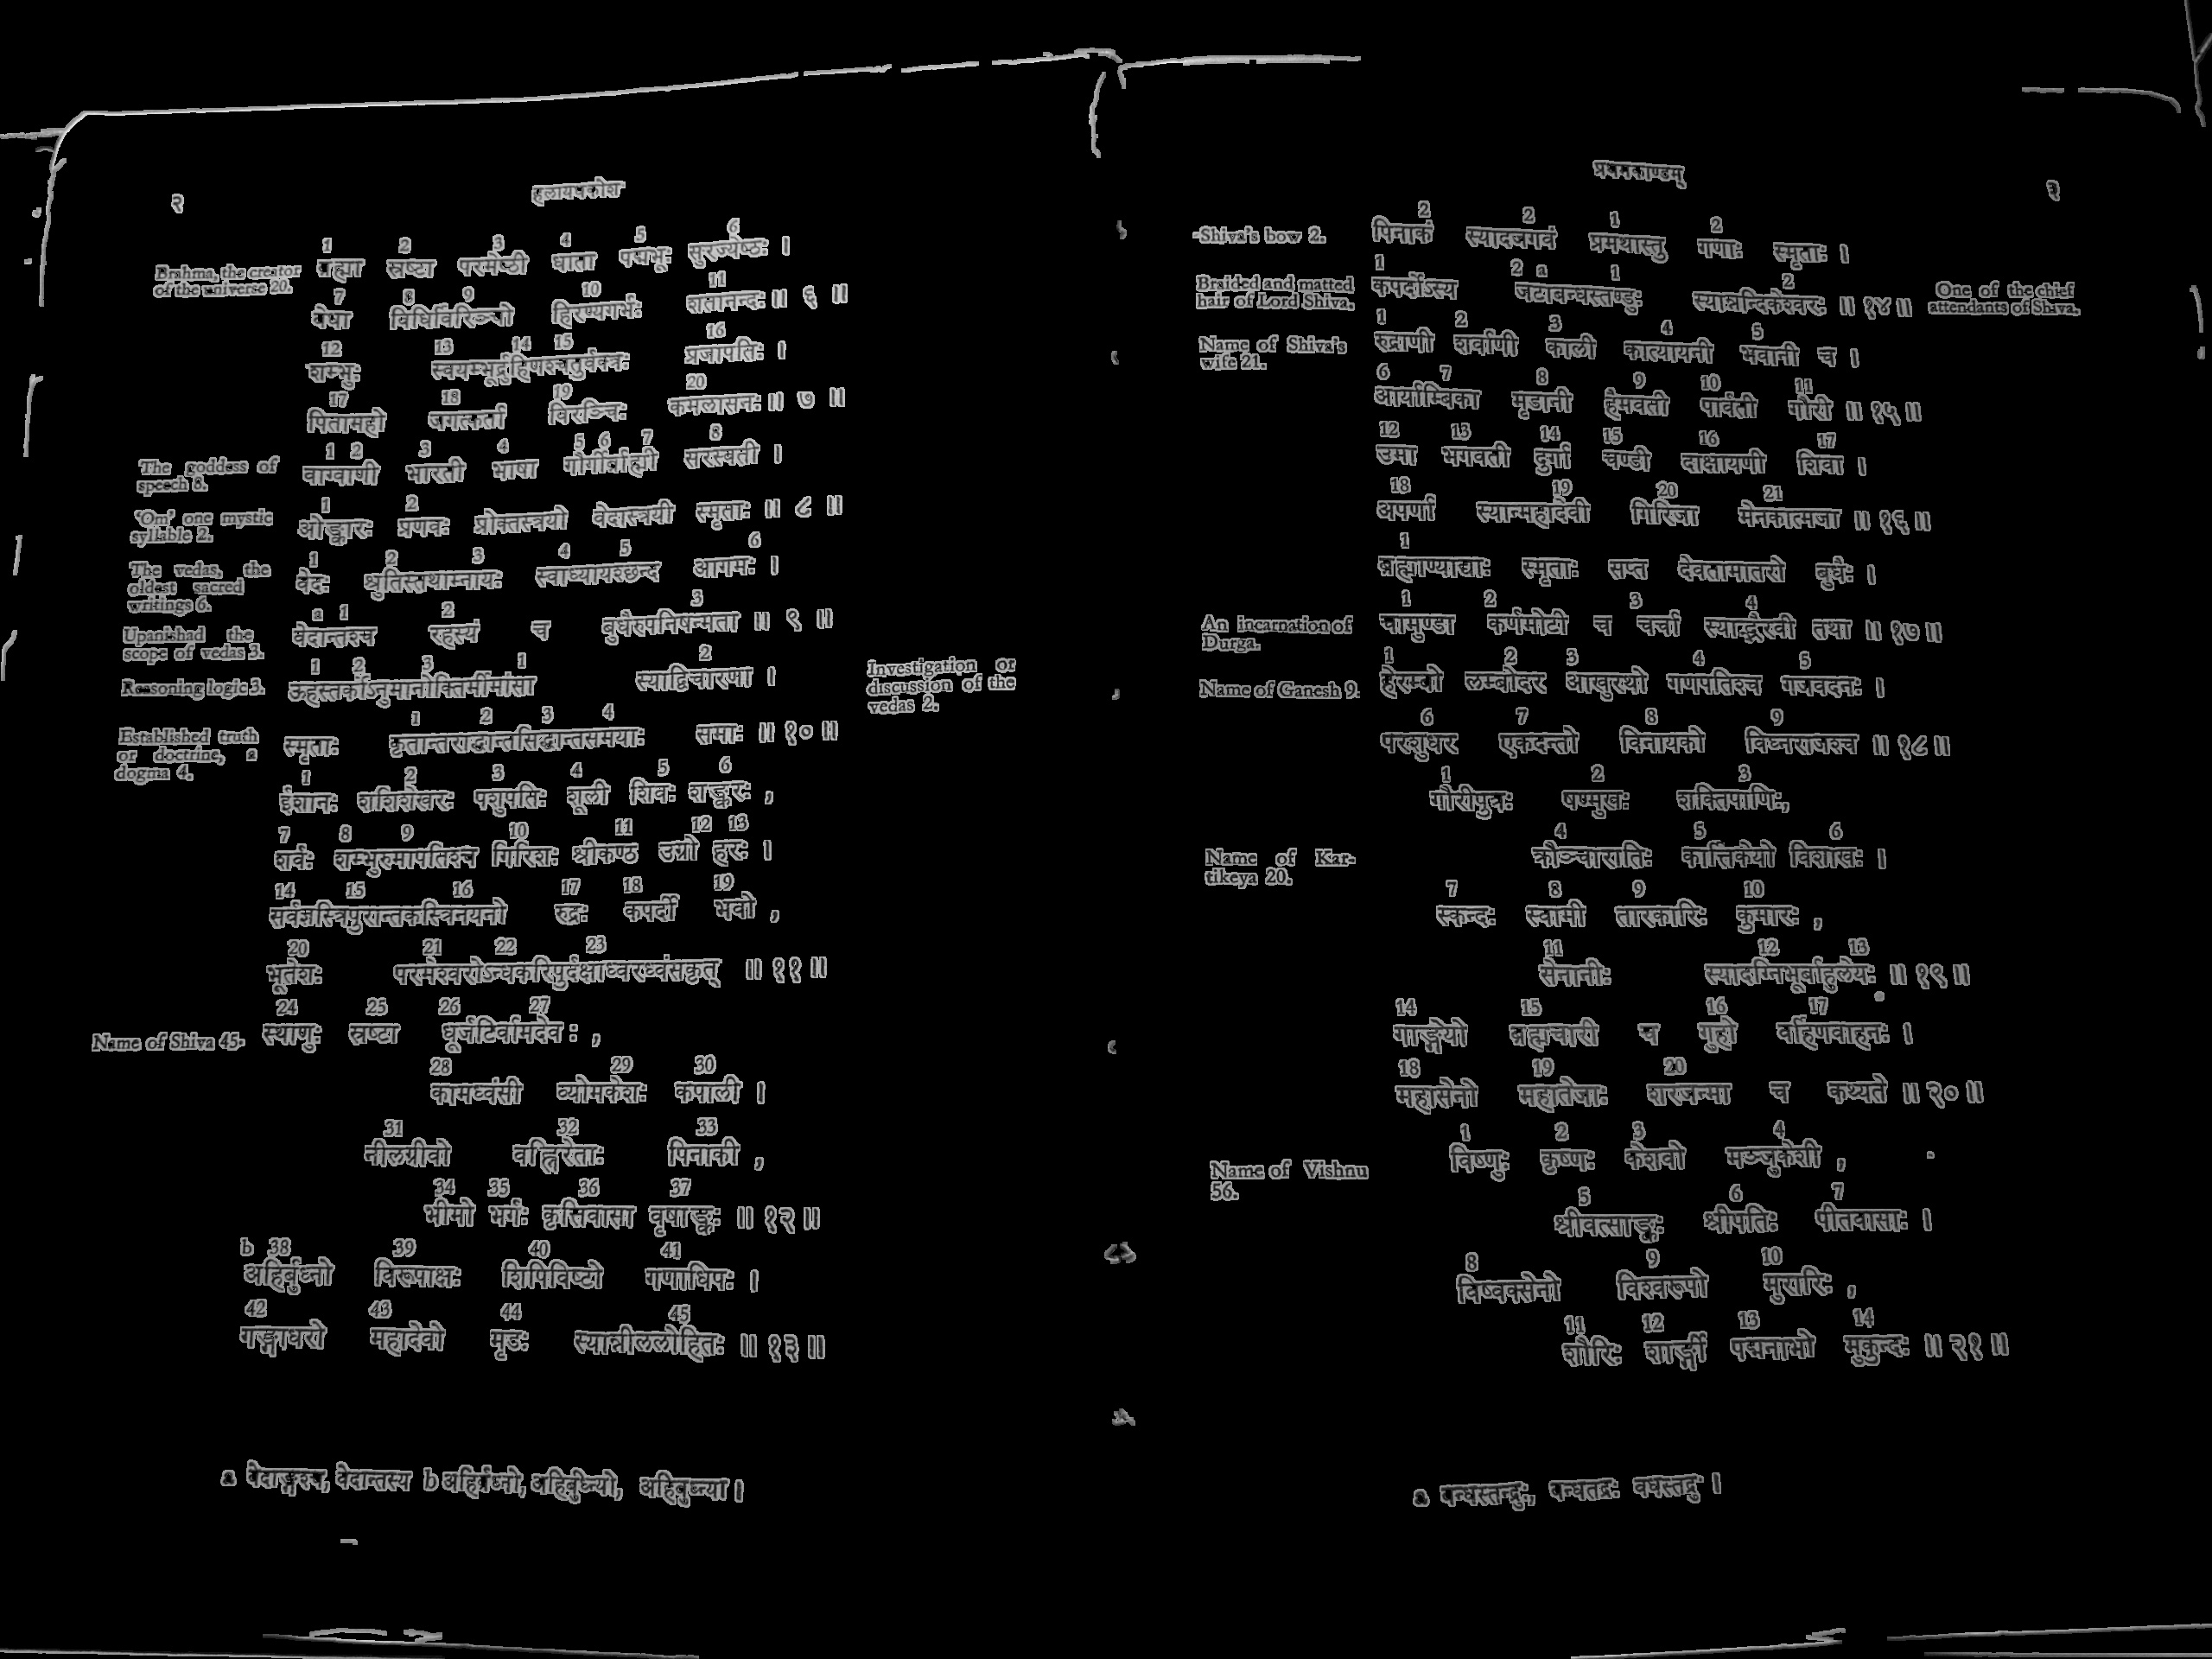 २
हलायुधकोश
1 2 3 4 5 6
Brahma, the creator of the universe 20.
ब्रह्मा स्रष्टा परमेष्ठी धाता पद्मभूः सुरज्येष्ठः ।
7 8 9 10 11
वेधा विधिर्विरिञ्चो हिरण्यगर्भः शतानन्दः ॥ ६ ॥
12 13 14 15 16
शम्भुः स्वयम्भूर्द्रुहिणश्चतुर्वक्त्रः प्रजापतिः ।
17 18 19 20
पितामहो जगत्कर्ता विरञ्चिः कमलासनः ॥ ७ ॥
1 2 3 4 5 6 7 8
The goddess of speech 8.
वाग्वाणी भारती भाषा गौर्गीर्ब्राह्मी सरस्वती ।
1 2
'Om' one mystic syllable 2.
ओङ्कारः प्रणवः प्रोक्तस्त्रयो वेदास्त्रयी स्मृताः ॥ ८ ॥
1 2 3 4 5 6
The vedas, the oldest sacred writings 6.
वेदः श्रुतिस्तथाम्नायः स्वाध्यायश्छन्द आगमः ।
a 1 2 3
Upanishad the scope of vedas 3.
वेदान्तश्च रहस्यं च बुधैरुपनिषन्मता ॥ ९ ॥
1 2 3 1 2
Reasoning logic 3.
ऊहस्तर्कोऽनुमानोक्तिर्मीमांसा स्याद्विचारणा ।
Investigation or discussion of the vedas 2.
1 2 3 4
Established truth or doctrine, a dogma 4.
स्मृताः कृतान्तराद्धान्तसिद्धान्तसमयाः समाः ॥ १० ॥
1 2 3 4 5 6
ईशानः शशिशेखरः पशुपतिः शूली शिवः शङ्करः ,
7 8 9 10 11 12 13
शर्वः शम्भुरुमापतिश्च गिरिशः श्रीकण्ठ उग्रो हरः ।
14 15 16 17 18 19
सर्वज्ञस्त्रिपुरान्तकस्त्रिनयनो रुद्रः कपर्दी भवो ,
20 21 22 23
भूतेशः परमेश्वरोऽन्धकरिपुर्दक्षाध्वरध्वंसकृत् ॥ ११ ॥
24 25 26 27
Name of Shiva 45-
स्थाणुः स्रष्टा धूर्जटिर्वामदेव : ,
28 29 30
कामध्वंसी व्योमकेशः कपाली ।
31 32 33
नीलग्रीवो वह्निरेताः पिनाकी ,
34 35 36 37
भीमो भर्गः कृत्तिवासा वृषाङ्कः ॥ १२ ॥
b 38 39 40 41
अहिर्बुध्नो विरूपाक्षः शिपिविष्टो गणाधिपः ।
42 43 44 45
गङ्गाधरो महादेवो मृडः स्यान्नीललोहितः ॥ १३ ॥
a वेदाङ्गश्च, वेदान्तस्य b
प्रथमकाण्डम्
३
2 2 1 2
-Shiva's bow 2.
पिनाकं स्यादजगवं प्रमथास्तु गणाः स्मृताः ।
1 2 a 1 2
Braided and matted hair of Lord Shiva.
कपर्दोऽस्य जटाबन्धस्तण्डुः स्यान्नन्दिकेश्वरः ॥ १४ ॥
One of the chief attendants of Shiva.
1 2 3 4 5
Name of Shiva's wife 21.
रुद्राणी शर्वाणी काली कात्यायनी भवानी च ।
6 7 8 9 10 11
आर्याम्बिका मृडानी हैमवती पार्वती गौरी ॥ १५ ॥
12 13 14 15 16 17
उमा भगवती दुर्गा चण्डी दाक्षायणी शिवा ।
18 19 20 21
अपर्णा स्यान्महादेवी गिरिजा मेनकात्मजा ॥ १६ ॥
1
ब्रह्माण्याद्याः स्मृताः सप्त देवतामातरो बुधैः ।
1 2 3 4
An incarnation of Durga.
चामुण्डा कर्णमोटी च चर्चा स्याद्भैरवी तथा ॥ १७ ॥
1 2 3 4 5
Name of Ganesh 9.
हेरम्बो लम्बोदर आखुरथो गणपतिश्च गजवदनः ।
6 7 8 9
परशुधर एकदन्तो विनायको विघ्नराजश्च ॥ १८ ॥
1 2 3
गौरीपुत्रः षण्मुखः शक्तिपाणिः,
4 5 6
Name of Kar-tikeya 20.
क्रौञ्चारातिः कार्त्तिकेयो विशाखः ।
7 8 9 10
स्कन्दः स्वामी तारकारिः कुमारः ,
11 12 13
सेनानीः स्यादग्निभूर्बाहुलेयः ॥ १९ ॥
14 15 16 17
गाङ्गेयो ब्रह्मचारी च गुहो बर्हिणवाहनः ।
18 19 20
महासेनो महातेजाः शरजन्मा च कथ्यते ॥ २० ॥
1 2 3 4
Name of Vishnu 56.
विष्णुः कृष्णः केशवो मञ्जुकेशी ,
5 6 7
श्रीवत्साङ्कः श्रीपतिः पीतवासाः ।
8 9 10
विष्वक्सेनो विश्वरूपो मुरारिः ,
11 12 13 14
शौरिः शार्ङ्गी पद्मनाभो मुकुन्दः ॥ २१ ॥
a